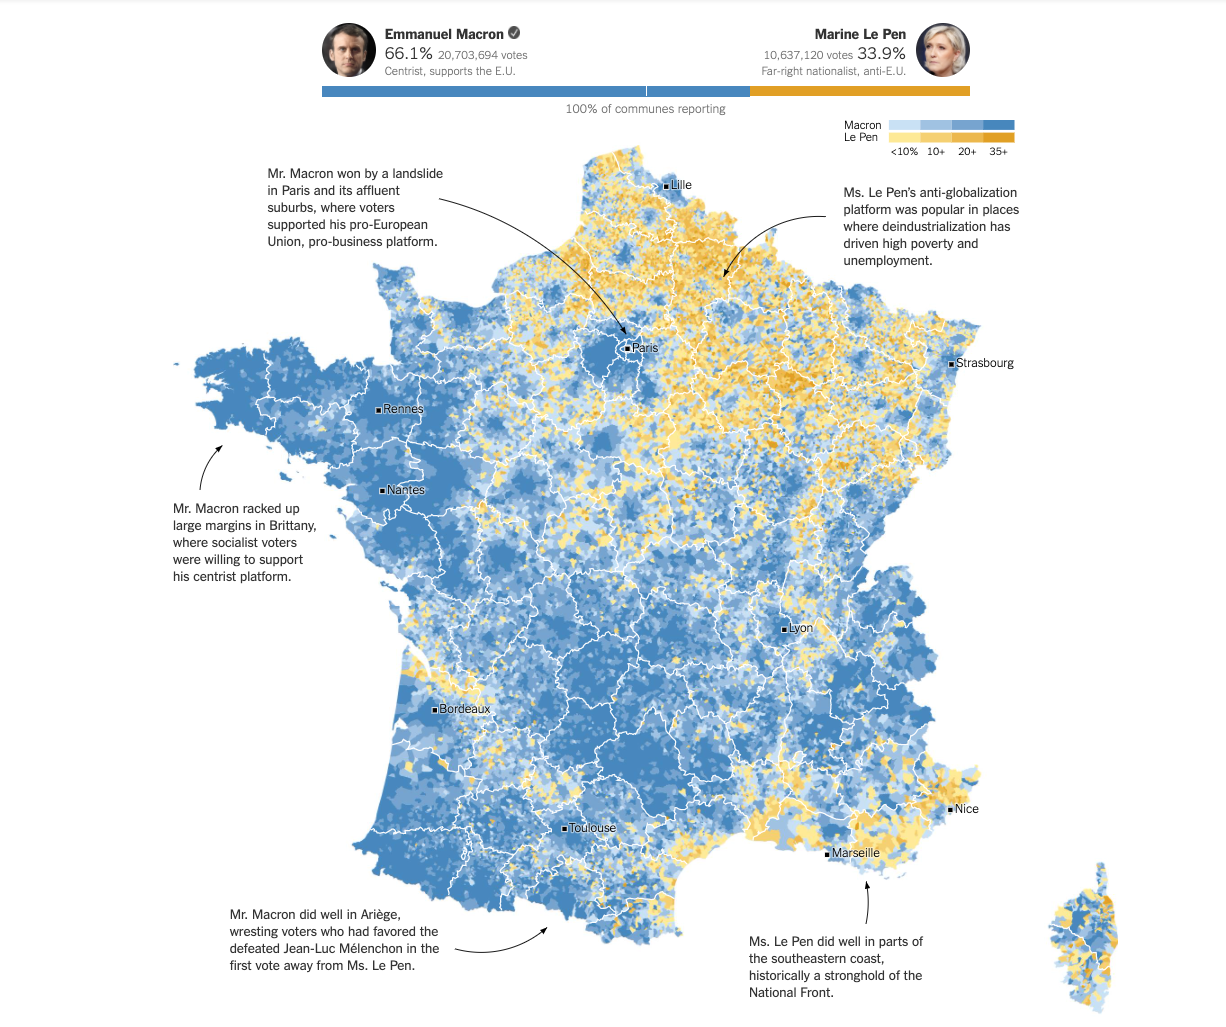 Emmanuel Macron
66.1% 20,703,694 votes
Centrist, supports the E.U.
Marine Le Pen
10,637,120 votes 33.9%
Far-right nationalist, anti-E.U.
100% of communes reporting
Macron
Le Pen
<10% 10+ 20+ 35+
Mr. Macron won by a landslide
in Paris and its affluent
suburbs, where voters
supported his pro-European
Union, pro-business platform.
Lille
Ms. Le Pen's anti-globalization
platform was popular in places
where deindustrialization has
driven high poverty and
unemployment.
Paris
Strasbourg
Rennes
Nantes
Mr. Macron racked up
large margins in Brittany,
where socialist voters
were willing to support
his centrist platform.
Lyon
Bordeaux
Nice
Toulouse
Marseille
Mr. Macron did well in Ariège,
wresting voters who had favored the
defeated Jean-Luc Mélenchon in the
first vote away from Ms. Le Pen.
Ms. Le Pen did well in parts of
the southeastern coast,
historically a stronghold of the
National Front.